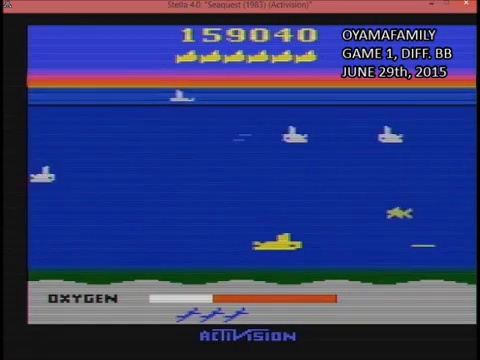 Stella 4.0: "Seaquest (1983) (Activision)"
159040
OYAMAFAMILY
GAME 1, DIFF. BB
JUNE 29th, 2015
OXYGEN
ACTIVISION